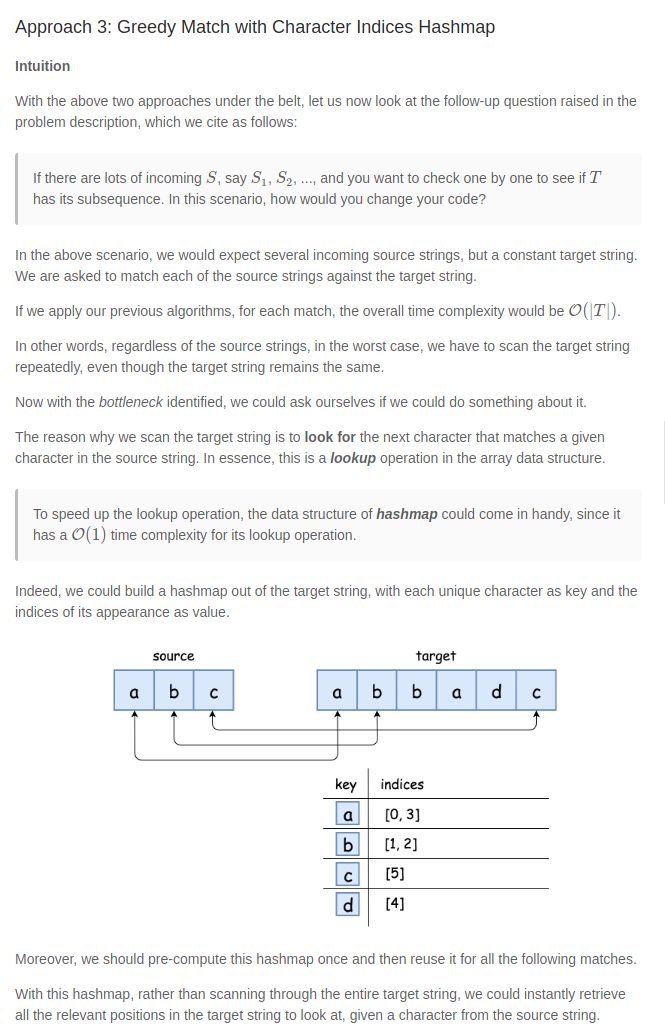 Approach 3: Greedy Match with Character Indices Hashmap
Intuition
With the above two approaches under the belt, let us now look at the follow-up question raised in the
problem description, which we cite as follows:
If there are lots of incoming S, say S₁, S₂, ..., and you want to check one by one to see if T
has its subsequence. In this scenario, how would you change your code?
In the above scenario, we would expect several incoming source strings, but a constant target string.
We are asked to match each of the source strings against the target string.
If we apply our previous algorithms, for each match, the overall time complexity would be O(|T|).
In other words, regardless of the source strings, in the worst case, we have to scan the target string
repeatedly, even though the target string remains the same.
Now with the bottleneck identified, we could ask ourselves if we could do something about it.
The reason why we scan the target string is to look for the next character that matches a given
character in the source string. In essence, this is a lookup operation in the array data structure.
To speed up the lookup operation, the data structure of hashmap could come in handy, since it
has a O(1) time complexity for its lookup operation.
Indeed, we could build a hashmap out of the target string, with each unique character as key and the
indices of its appearance as value.
source target
a b c a b b a d c
key indices
a [0, 3]
b [1, 2]
c [5]
d [4]
Moreover, we should pre-compute this hashmap once and then reuse it for all the following matches.
With this hashmap, rather than scanning through the entire target string, we could instantly retrieve
all the relevant positions in the target string to look at, given a character from the source string.